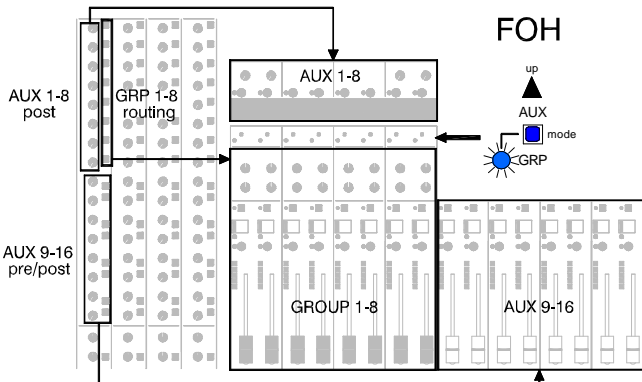 FOH
up
AUX
mode
GRP
AUX 1-8
AUX 1-8
post
GRP 1-8
routing
AUX 9-16
pre/post
GROUP 1-8
AUX 9-16